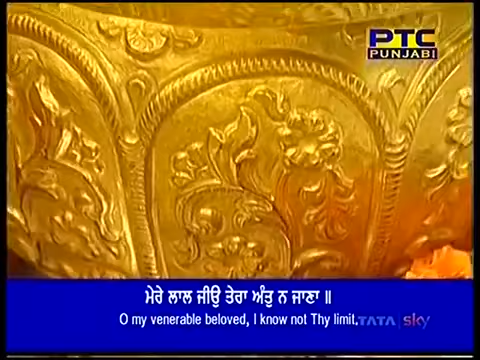 PTC
PUNJABI
ਮੇਰੇ ਲਾਲ ਜੀਉ ਤੇਰਾ ਅੰਤੁ ਨ ਜਾਣਾ ॥
O my venerable beloved, I know not Thy limit.
TATA sky